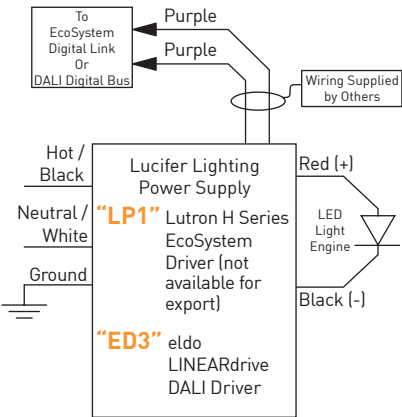 To
EcoSystem
Digital Link
Or
DALI Digital Bus
Purple
Purple
Wiring Supplied
by Others
Hot /
Black
Neutral /
White
Ground
Lucifer Lighting
Power Supply
“LP1” Lutron H Series
EcoSystem
Driver (not
available for
export)
“ED3” eldo
LINEARdrive
DALI Driver
Red (+)
LED
Light
Engine
Black (-)